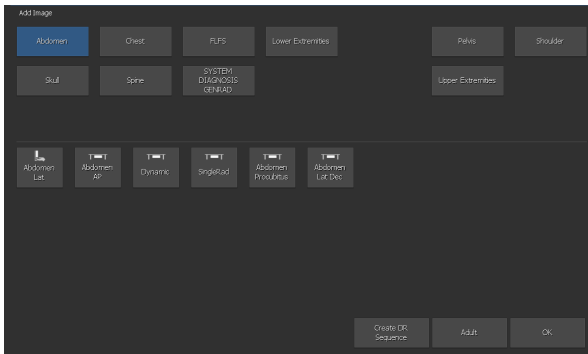 Add Image
Abdomen
Chest
FLFS
Lower Extremities
Pelvis
Shoulder
Skull
Spine
SYSTEM
DIAGNOSIS
GENRAD
Upper Extremities
Abdomen
Lat
Abdomen
AP
Dynamic
SingleRad
Abdomen
Procubitus
Abdomen
Lat Dec
Create DR
Sequence
Adult
OK